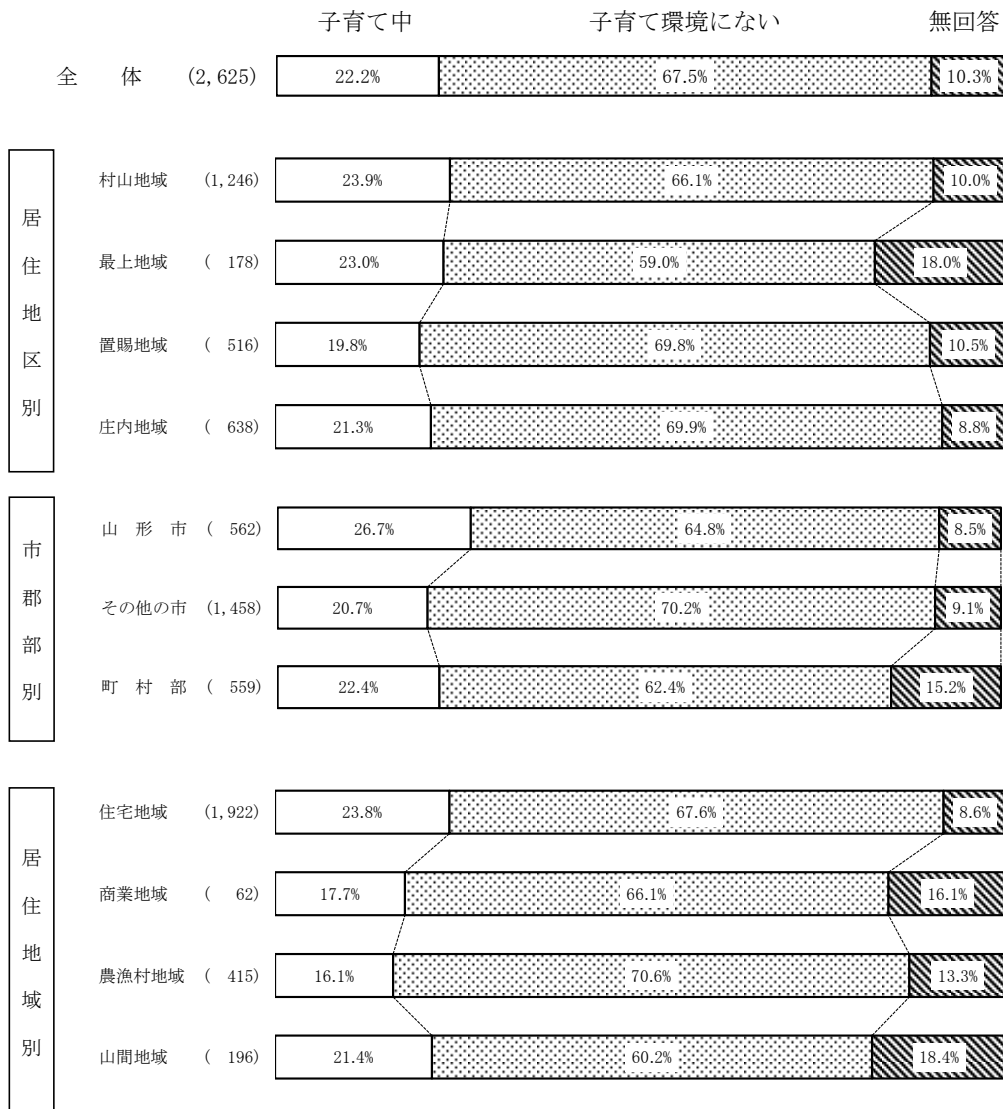 子育て中 子育て環境にない 無回答
全体 (2,625) 22.2% 67.5% 10.3%
居住地区別
村山地域 (1,246) 23.9% 66.1% 10.0%
最上地域 ( 178) 23.0% 59.0% 18.0%
置賜地域 ( 516) 19.8% 69.8% 10.5%
庄内地域 ( 638) 21.3% 69.9% 8.8%
市郡部別
山形市 ( 562) 26.7% 64.8% 8.5%
その他の市 (1,458) 20.7% 70.2% 9.1%
町村部 ( 559) 22.4% 62.4% 15.2%
居住地域別
住宅地域 (1,922) 23.8% 67.6% 8.6%
商業地域 ( 62) 17.7% 66.1% 16.1%
農漁村地域 ( 415) 16.1% 70.6% 13.3%
山間地域 ( 196) 21.4% 60.2% 18.4%